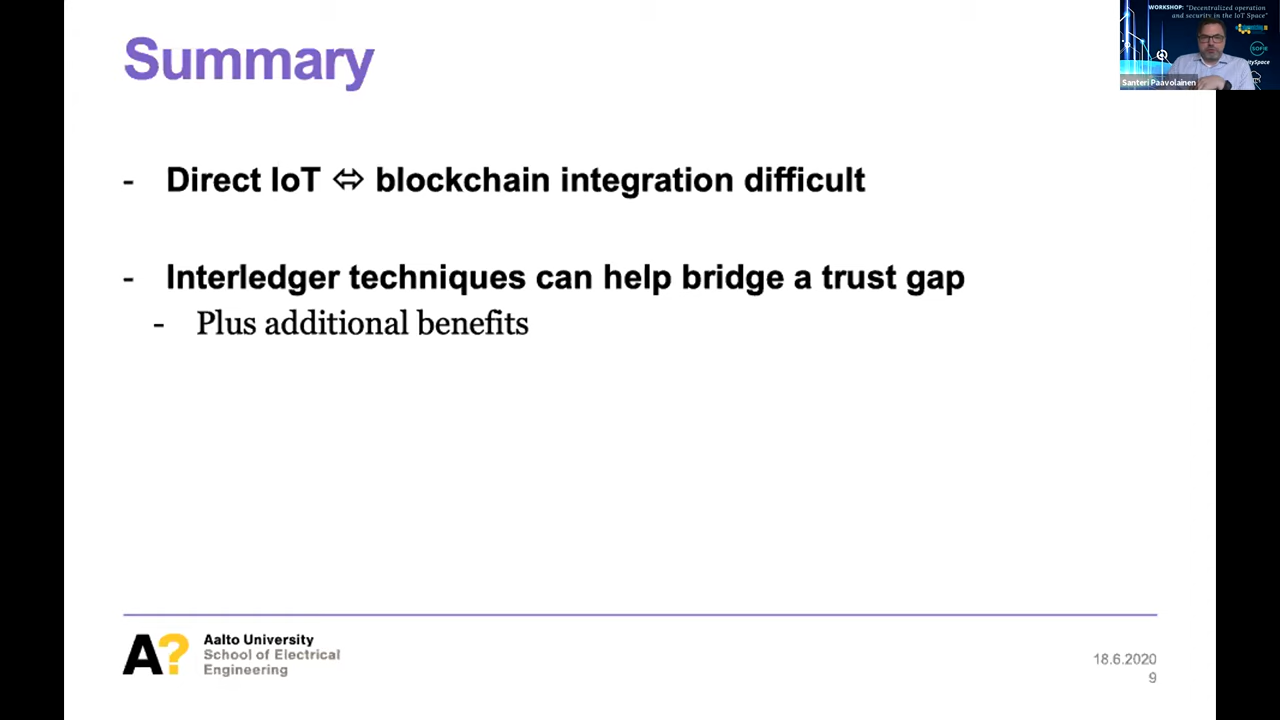 Summary
- Direct IoT ⇔ blockchain integration difficult
- Interledger techniques can help bridge a trust gap
- Plus additional benefits
A?
Aalto University
School of Electrical
Engineering
18.6.2020
9
WORKSHOP: "Decentralized operation
and security in the IoT Space"
SOFIE
Santeri Paavolainen